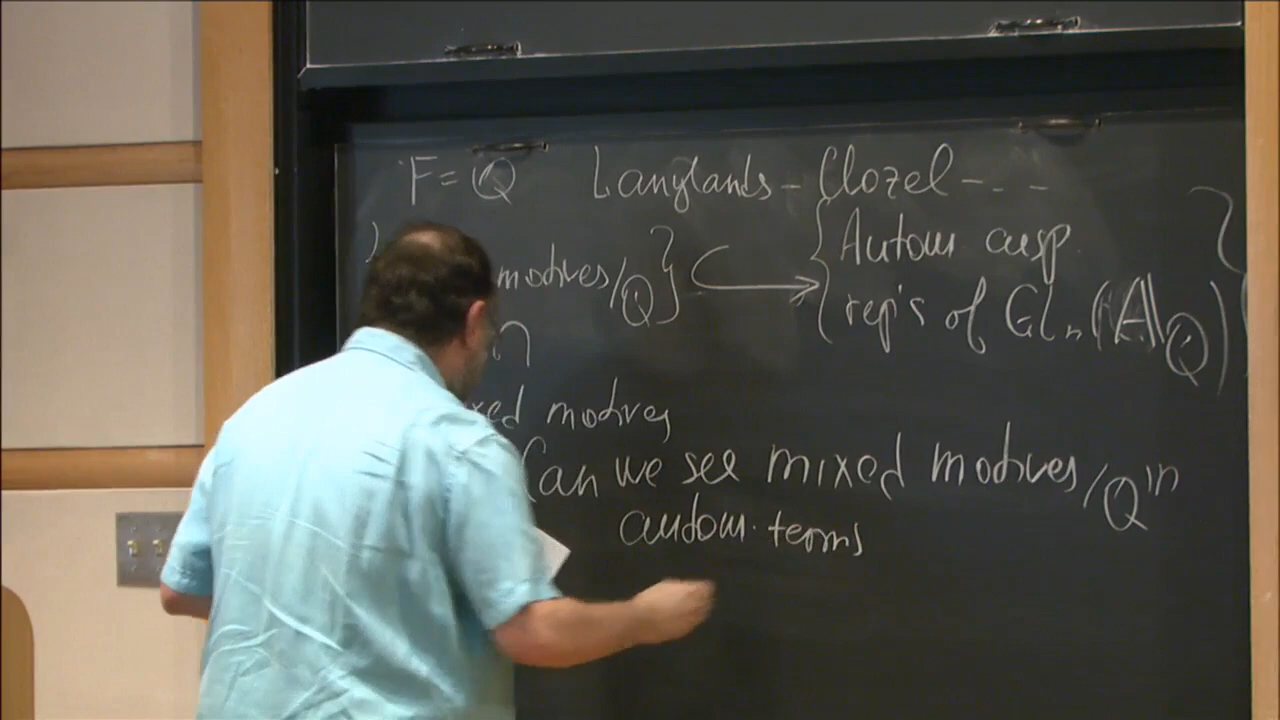 F = Q Langlands - Clozel - - -
motives/Q} ↪ {Autom cusp.
rep's of GLn(A_Q)}
∩
xed motives
Can we see mixed motives/Q in
autom. terms